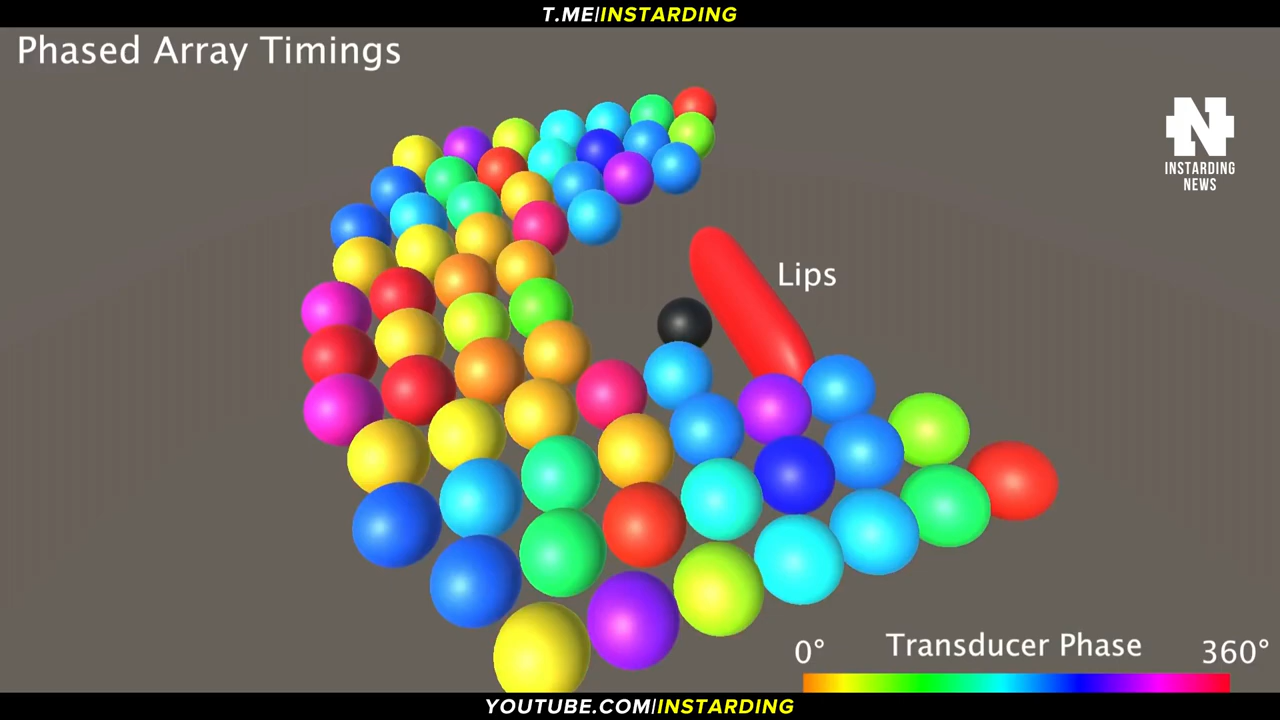 T.ME|INSTARDING
Phased Array Timings
INSTARDING
NEWS
Lips
Transducer Phase
0°
360°
YOUTUBE.COM|INSTARDING